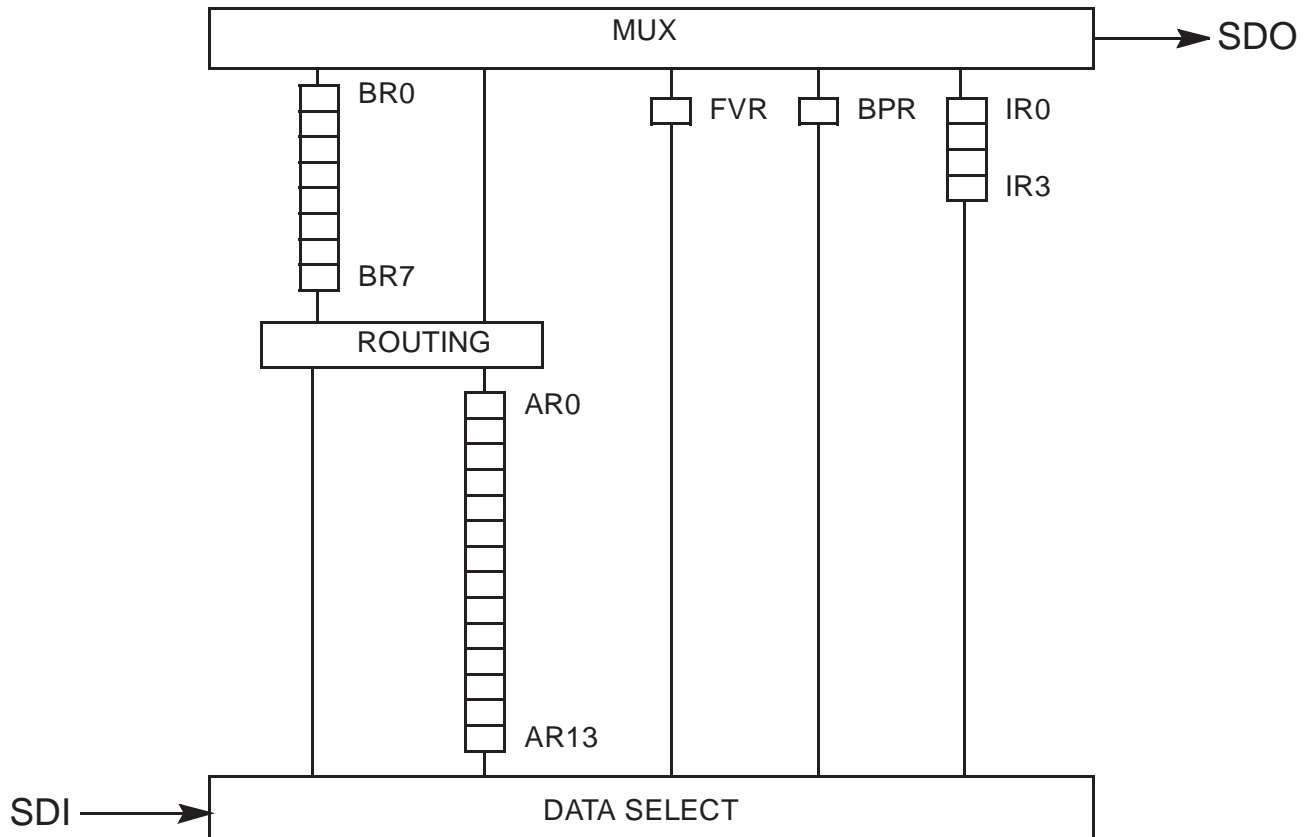 MUX
SDO
BR0
FVR
BPR
IR0
IR3
BR7
ROUTING
AR0
AR13
SDI
DATA SELECT